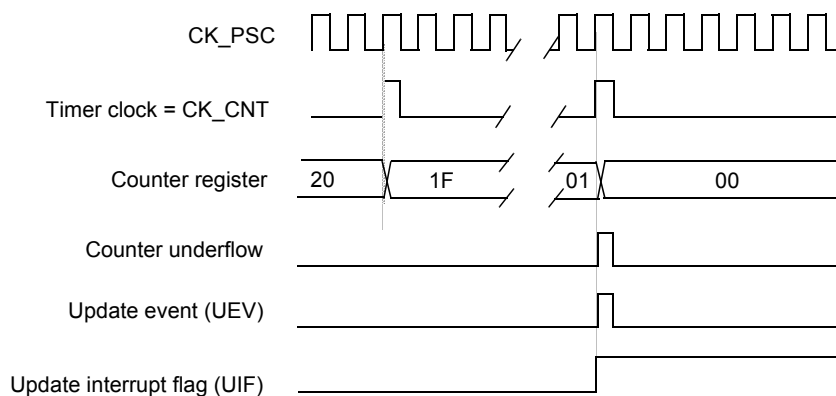 CK_PSC
Timer clock = CK_CNT
Counter register 20 1F 01 00
Counter underflow
Update event (UEV)
Update interrupt flag (UIF)